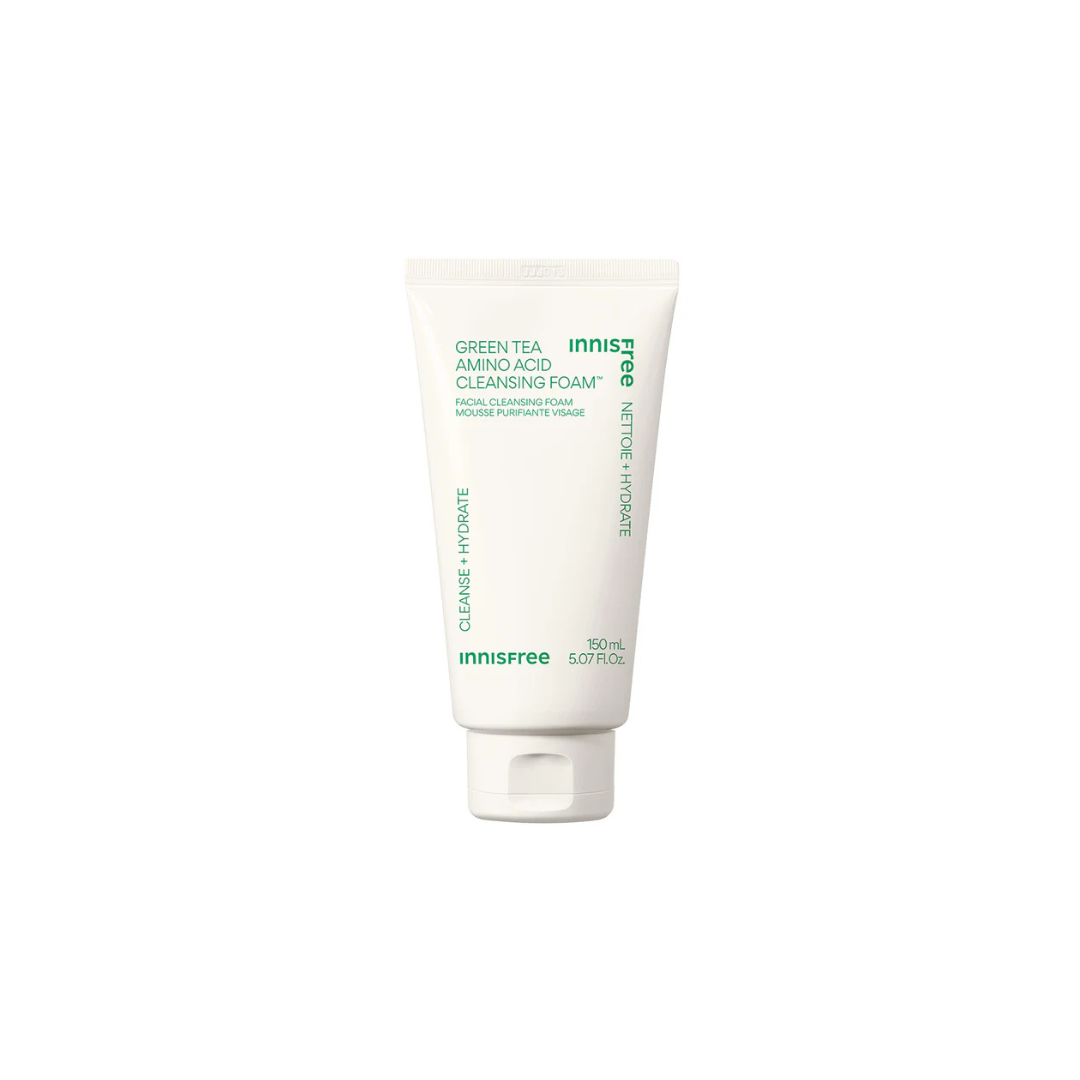 GREEN TEA
AMINO ACID
CLEANSING FOAM™
FACIAL CLEANSING FOAM
MOUSSE PURIFIANTE VISAGE
INNISFree
NETTOIE + HYDRATE
CLEANSE + HYDRATE
INNISFree
150 mL
5.07 Fl.Oz.